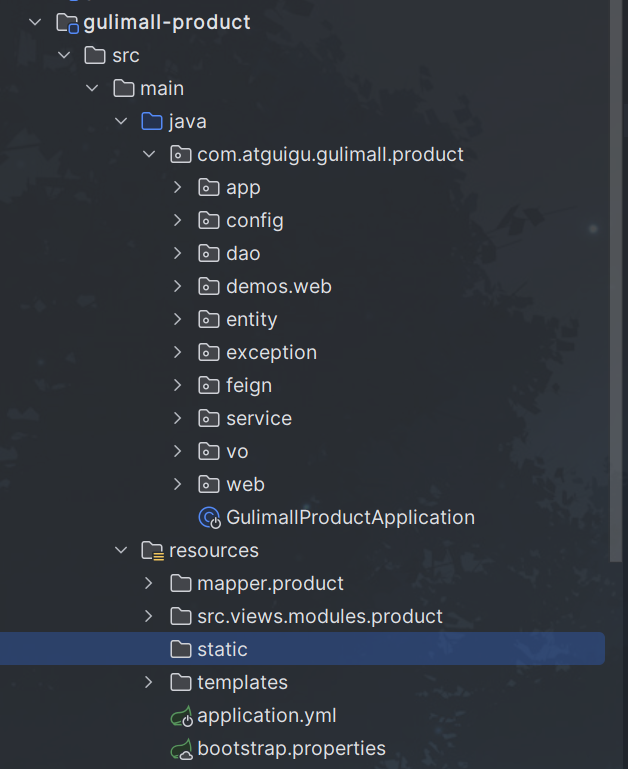 gulimall-product
src
main
java
com.atguigu.gulimall.product
app
config
dao
demos.web
entity
exception
feign
service
vo
web
GulimallProductApplication
resources
mapper.product
src.views.modules.product
static
templates
application.yml
bootstrap.properties